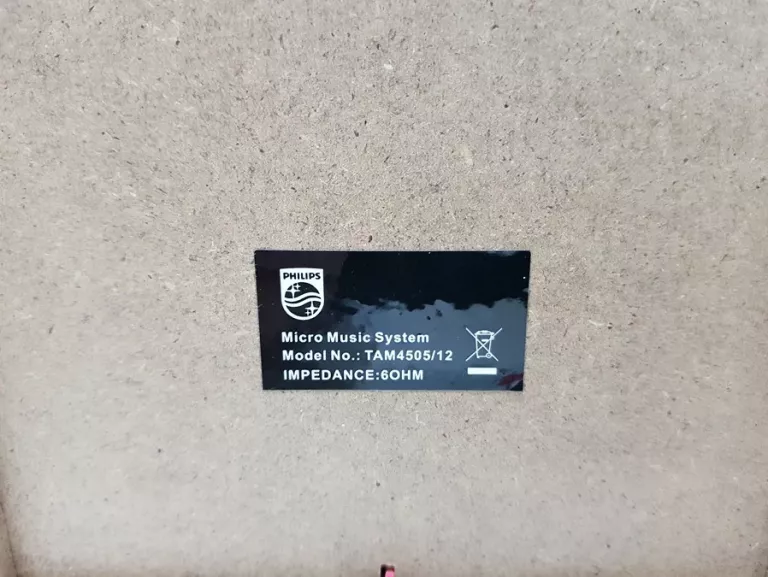 PHILIPS
Micro Music System
Model No.: TAM4505/12
IMPEDANCE:6OHM